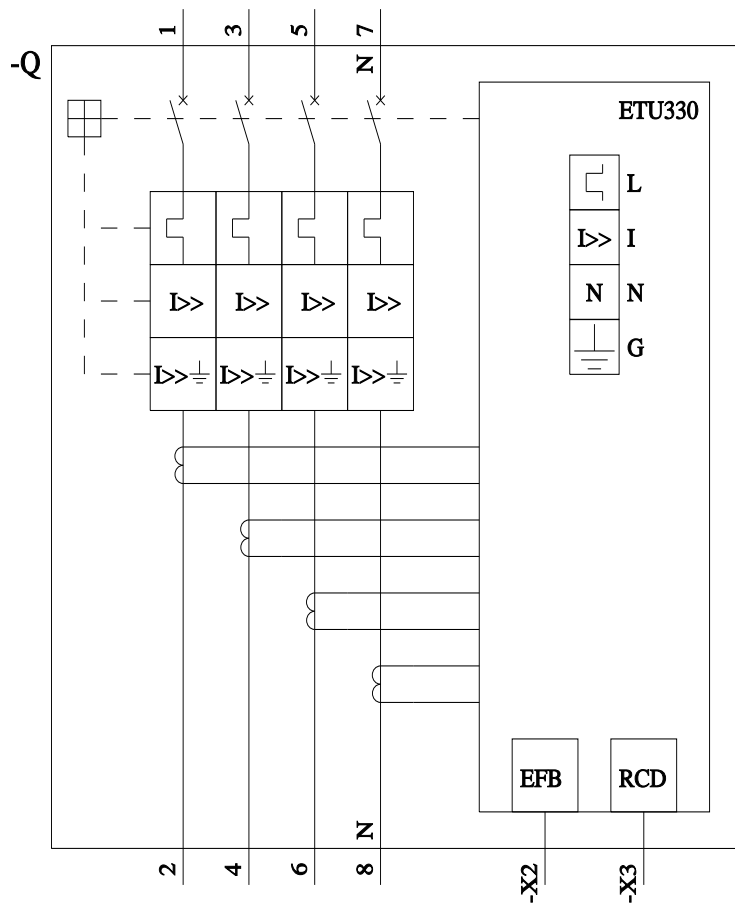 1 3 5 7
N
-Q
ETU330
L
I>> I
N N
G
I>> I>> I>> I>>
I>> I>> I>> I>>
EFB RCD
N
2 4 6 8
-X2 -X3